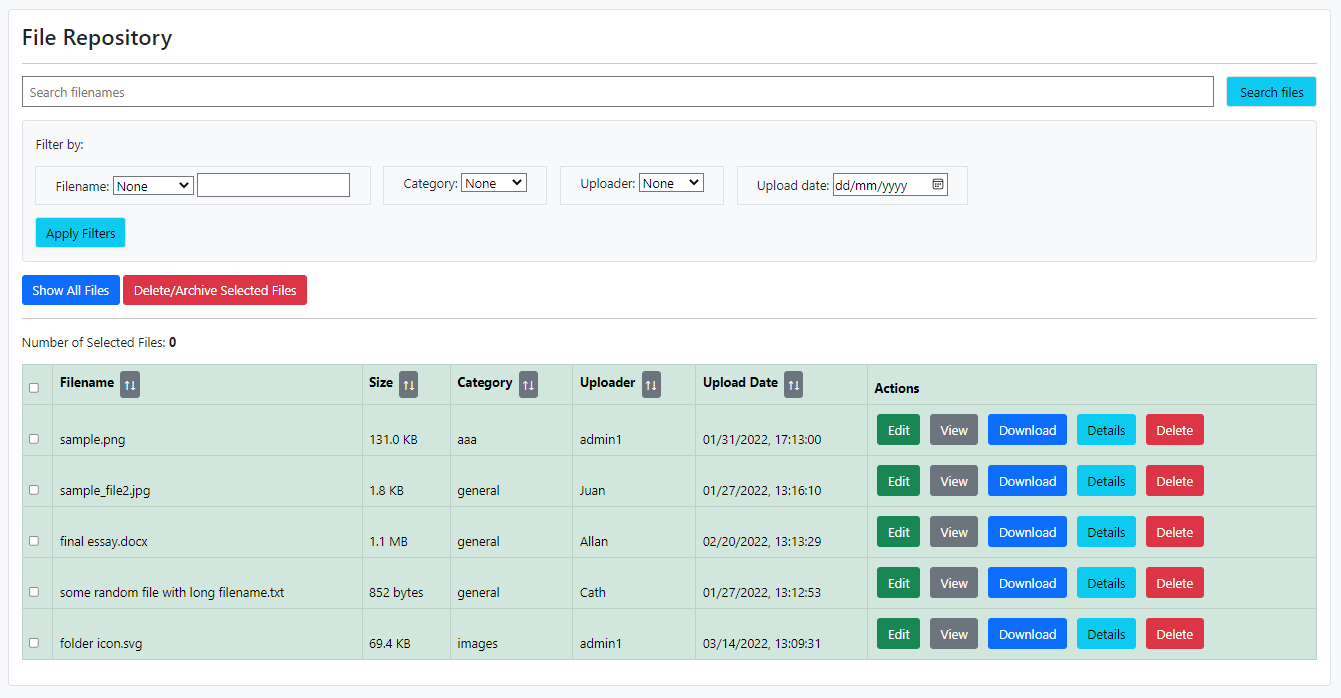 File Repository
Search filenames Search files
Filter by:
Filename: None Category: None Uploader: None Upload date: dd/mm/yyyy
Apply Filters
Show All Files Delete/Archive Selected Files
Number of Selected Files: 0
Filename ↑↓ Size ↑↓ Category ↑↓ Uploader ↑↓ Upload Date ↑↓ Actions
sample.png 131.0 KB aaa admin1 01/31/2022, 17:13:00 Edit View Download Details Delete
sample_file2.jpg 1.8 KB general Juan 01/27/2022, 13:16:10 Edit View Download Details Delete
final essay.docx 1.1 MB general Allan 02/20/2022, 13:13:29 Edit View Download Details Delete
some random file with long filename.txt 852 bytes general Cath 01/27/2022, 13:12:53 Edit View Download Details Delete
folder icon.svg 69.4 KB images admin1 03/14/2022, 13:09:31 Edit View Download Details Delete